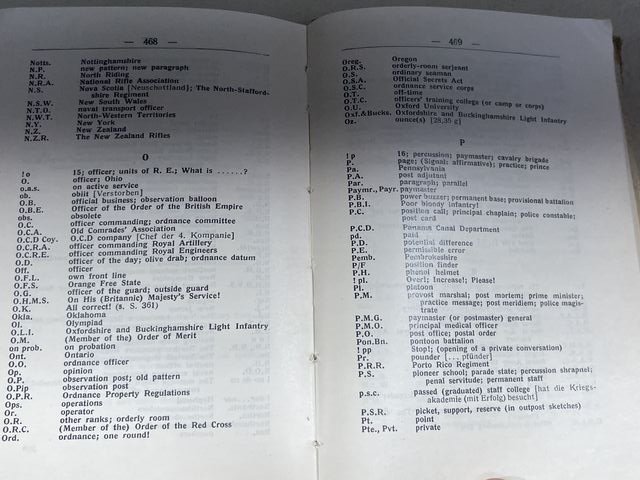 — 468 —
Notts. Nottinghamshire
N.P. new pattern; new paragraph
N.R. North Riding
N.R.A. National Rifle Association
N.S. Nova Scotia [Neuschottland]; The North-Stafford-
shire Regiment
N.S.W. New South Wales
N.T.O. naval transport officer
N.W.T. North-Western Territories
N.Y. New York
N.Z. New Zealand
N.Z.R. The New Zealand Rifles
O
!o 15; officer; units of R. E.; What is ......?
O. officer; Ohio
o.a.s. on active service
ob. obiit [Verstorben]
O.B. official business; observation balloon
O.B.E. Officer of the Order of British Empire
obs. obsolete
O.C. officer commanding; ordnance committee
O.C.A. Old Comrades' Association
O.C.D Coy. O.C.D company [Chef der 4. Kompanie]
O.C.R.A. officer commanding Royal Artillery
O.C.R.E. officer commanding Royal Engineers
O.D. officer of the day; olive drab; ordnance datum
Off. officer
O.F.L. own front line
O.F.S. Orange Free State
O.G. officer of the guard; outside guard
O.H.M.S. On His (Britannic) Majesty's Service!
O.K. All correct! (s. S. 361)
Okla. Oklahoma
Ol. Olympiad
O.L.I. Oxfordshire and Buckinghamshire Light Infantry
O.M. (Member of the) Order of Merit
on prob. on probation
Ont. Ontario
O.O. ordnance officer
Op. opinion
O.P. observation post; old pattern
O.Pip observation post
O.P.R. Ordnance Property Regulations
Ops. operations
Or. operator
O.R. other ranks; orderly room
O.R.C. (Member of the) Order of the Red Cross
Ord. ordnance; one round!
— 469 —
Oreg. Oregon
O.R.S. orderly-room serjeant
O.S. ordinary seaman
O.S.A. Official Secrets Act
O.S.C. ordnance service corps
O.T. off-time
O.T.C. officers' training college (or camp or corps)
O.U. Oxford University
Oxf.&Bucks. Oxfordshire and Buckinghamshire Light Infantry
Oz. ounce(s) [28,35 g]
P
!p 16; percussion; paymaster; cavalry brigade
P. page; (Signal: affirmative); practice; prince
Pa. Pennsylvania
P.A. post adjutant
Par. paragraph; parallel
Paymr., Payr. paymaster
P.B. power buzzer; permanent base; provisional battalion
P.B.I. Poor bloody infantry!
P.C. position call; principal chaplain; police constable;
post card
P.C.D. Panama Canal Department
pd. paid
P.D. potential difference
P.E. permissible error
Pemb. Pembrokeshire
P/F position finder
P.H. phenol helmet
!pl. Over!; Increase!; Please!
Pl. platoon
P.M. provost marshal; post mortem; prime minister;
practice message; post meridiem; police magis-
trate
P.M.G. paymaster (or postmaster) general
P.M.O. principal medical officer
P.O. post office; postal order
Pon.Bn. pontoon battalion
!pp Stop!; (opening of a private conversation)
Pr. pounder [... pfünder]
P.R.R. Porto Rico Regiment
P.S. pioneer school; parade state; percussion shrapnel;
penal servitude; permanent staff
p.s.c. passed (graduated) staff college [hat die Kriegs-
akademie (mit Erfolg) besucht]
P.S.R. picket, support, reserve (in outpost sketches)
Pt. point
Pte., Pvt. private